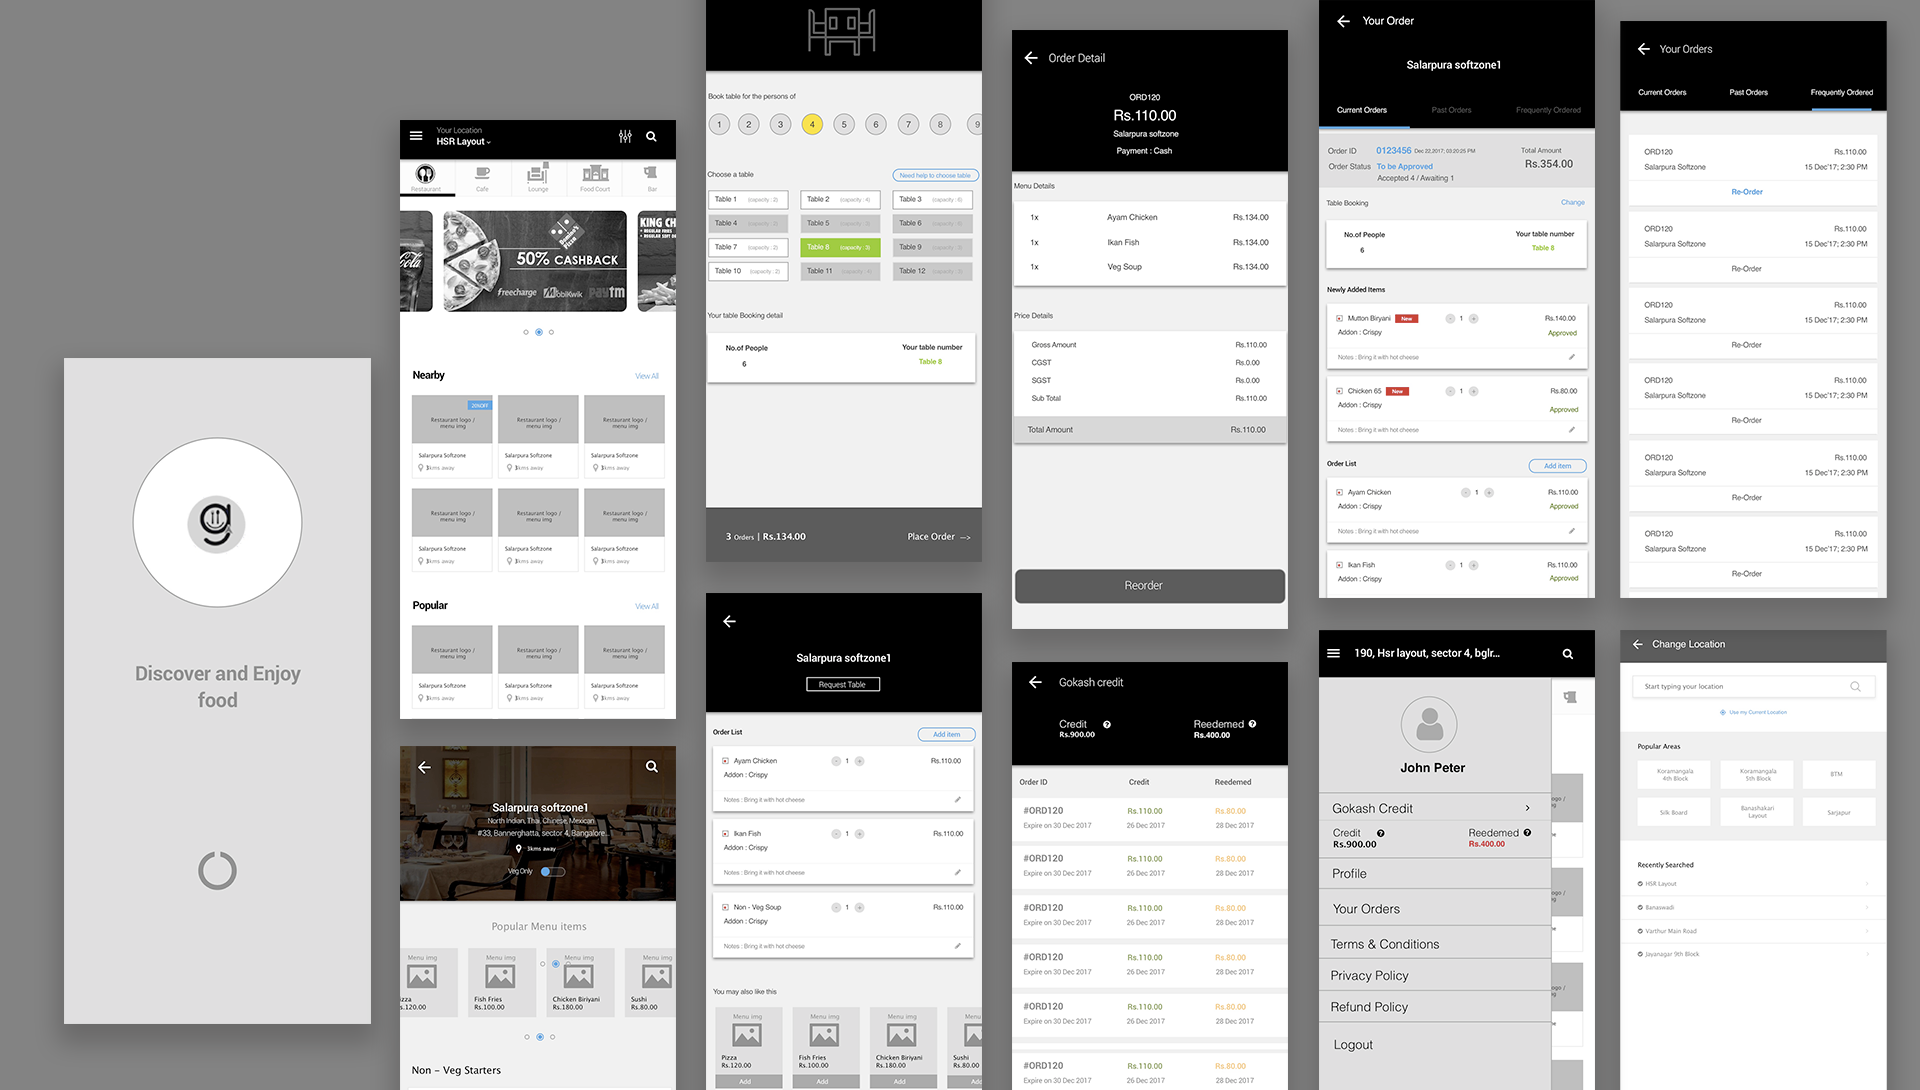 Discover and Enjoy
food
Your Location
HSR Layout
Restaurant
Cafe
Lounge
Food Court
Bar
Domino's
Pizza
50% CASHBACK
freecharge
MobiKwik
paytm
KING CH
• REGULAR FRIES
• REGULAR SOFT
Nearby
View All
20%OFF
Restaurant logo /
menu img
Restaurant logo /
menu img
Restaurant logo /
menu img
Salarpura Softzone
Salarpura Softzone
Salarpura Softzone
3kms away
3kms away
3kms away
Restaurant logo /
menu img
Restaurant logo /
menu img
Restaurant logo /
menu img
Salarpura Softzone
Salarpura Softzone
Salarpura Softzone
3kms away
3kms away
3kms away
Popular
View All
Restaurant logo /
menu img
Restaurant logo /
menu img
Restaurant logo /
menu img
Salarpura Softzone
Salarpura Softzone
Salarpura Softzone
3kms away
3kms away
3kms away
Salarpura softzone1
North Indian, Thai, Chinese, Mexican
#33, Bannerghatta, sector 4, Bangalore...
3kms away
Veg Only
Popular Menu items
Menu img
Menu img
Menu img
Menu img
izza
Fish Fries
Chicken Biriyani
Sushi
s.120.00
Rs.100.00
Rs.180.00
Rs.80.00
Non - Veg Starters
Book table for the persons of
1 2 3 4 5 6 7 8 9
Choose a table
Need help to choose table
Table 1 (capacity : 2)
Table 2 (capacity : 4)
Table 3 (capacity : 6)
Table 4 (capacity : 2)
Table 5 (capacity : 3)
Table 6 (capacity : 6)
Table 7 (capacity : 2)
Table 8 (capacity : 3)
Table 9 (capacity : 3)
Table 10 (capacity : 2)
Table 11 (capacity : 6)
Table 12 (capacity : 3)
Your table Booking detail
No.of People
Your table number
6
Table 8
3 Orders | Rs.134.00
Place Order -->
Salarpura softzone1
Request Table
Order List
Add item
Ayam Chicken
- 1 +
Rs.110.00
Addon : Crispy
Notes : Bring it with hot cheese
Ikan Fish
- 1 +
Rs.110.00
Addon : Crispy
Notes : Bring it with hot cheese
Non - Veg Soup
- 1 +
Rs.110.00
Addon : Crispy
Notes : Bring it with hot cheese
You may also like this
Menu img
Menu img
Menu img
Menu im
Pizza
Fish Fries
Chicken Biriyani
Sushi
Rs.120.00
Rs.100.00
Rs.180.00
Rs.80.00
Add
Add
Add
Order Detail
ORD120
Rs.110.00
Salarpura softzone
Payment : Cash
Menu Details
1x
Ayam Chicken
Rs.134.00
1x
Ikan Fish
Rs.134.00
1x
Veg Soup
Rs.134.00
Price Details
Gross Amount
Rs.110.00
CGST
Rs.0.00
SGST
Rs.0.00
Sub Total
Rs.110.00
Total Amount
Rs.110.00
Reorder
Gokash credit
Credit
Reedemed
Rs.900.00
Rs.400.00
Order ID
Credit
Reedemed
#ORD120
Rs.110.00
Rs.80.00
Expire on 30 Dec 2017
26 Dec 2017
28 Dec 2017
#ORD120
Rs.110.00
Rs.80.00
Expire on 30 Dec 2017
26 Dec 2017
28 Dec 2017
#ORD120
Rs.110.00
Rs.80.00
Expire on 30 Dec 2017
26 Dec 2017
28 Dec 2017
#ORD120
Rs.110.00
Rs.80.00
Expire on 30 Dec 2017
26 Dec 2017
28 Dec 2017
#ORD120
Rs.110.00
Rs.80.00
Expire on 30 Dec 2017
26 Dec 2017
28 Dec 2017
#ORD120
Rs.110.00
Rs.80.00
Expire on 30 Dec 2017
26 Dec 2017
28 Dec 2017
Your Order
Salarpura softzone1
Current Orders
Past Orders
Frequently Ordered
Order ID
0123456 Dec 22,2017; 03:20:25 PM
Total Amount
Order Status
To be Approved
Rs.354.00
Accepted 4 / Awaiting 1
Table Booking
Change
No.of People
Your table number
6
Table 8
Newly Added Items
Mutton Biryani New
- 1 +
Rs.140.00
Addon : Crispy
Approved
Notes : Bring it with hot cheese
Chicken 65 New
- 1 +
Rs.80.00
Addon : Crispy
Approved
Notes : Bring it with hot cheese
Order List
Add item
Ayam Chicken
- 1 +
Rs.110.00
Addon : Crispy
Approved
Notes : Bring it with hot cheese
Ikan Fish
- 1 +
Rs.110.00
Addon : Crispy
Approved
190, Hsr layout, sector 4, bglr...
John Peter
Gokash Credit
Credit
Reedemed
Rs.900.00
Rs.400.00
Profile
Your Orders
Terms & Conditions
Privacy Policy
Refund Policy
Logout
Your Orders
Current Orders
Past Orders
Frequently Ordered
ORD120
Rs.110.00
Salarpura Softzone
15 Dec'17; 2:30 PM
Re-Order
ORD120
Rs.110.00
Salarpura Softzone
15 Dec'17; 2:30 PM
Re-Order
ORD120
Rs.110.00
Salarpura Softzone
15 Dec'17; 2:30 PM
Re-Order
ORD120
Rs.110.00
Salarpura Softzone
15 Dec'17; 2:30 PM
Re-Order
ORD120
Rs.110.00
Salarpura Softzone
15 Dec'17; 2:30 PM
Re-Order
ORD120
Rs.110.00
Salarpura Softzone
15 Dec'17; 2:30 PM
Re-Order
Change Location
Start typing your location
Use my Current Location
Popular Areas
Koramangala
4th Block
Koramangala
5th Block
BTM
Silk Board
Banashakari
Layout
Sarjapur
Recently Searched
HSR Layout
Banaswadi
Varthur Main Road
Jayanagar 9th Block